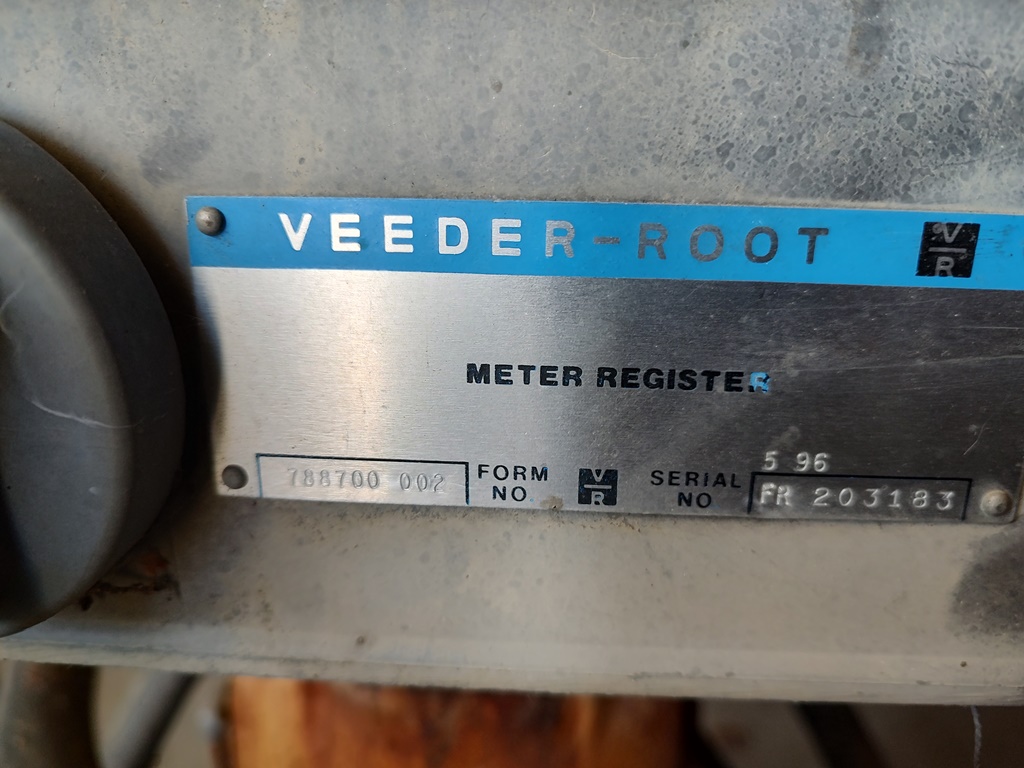 VEEDER-ROOT
V
R
METER REGISTER
5 96
788700 002 FORM NO V R SERIAL NO FR 203183